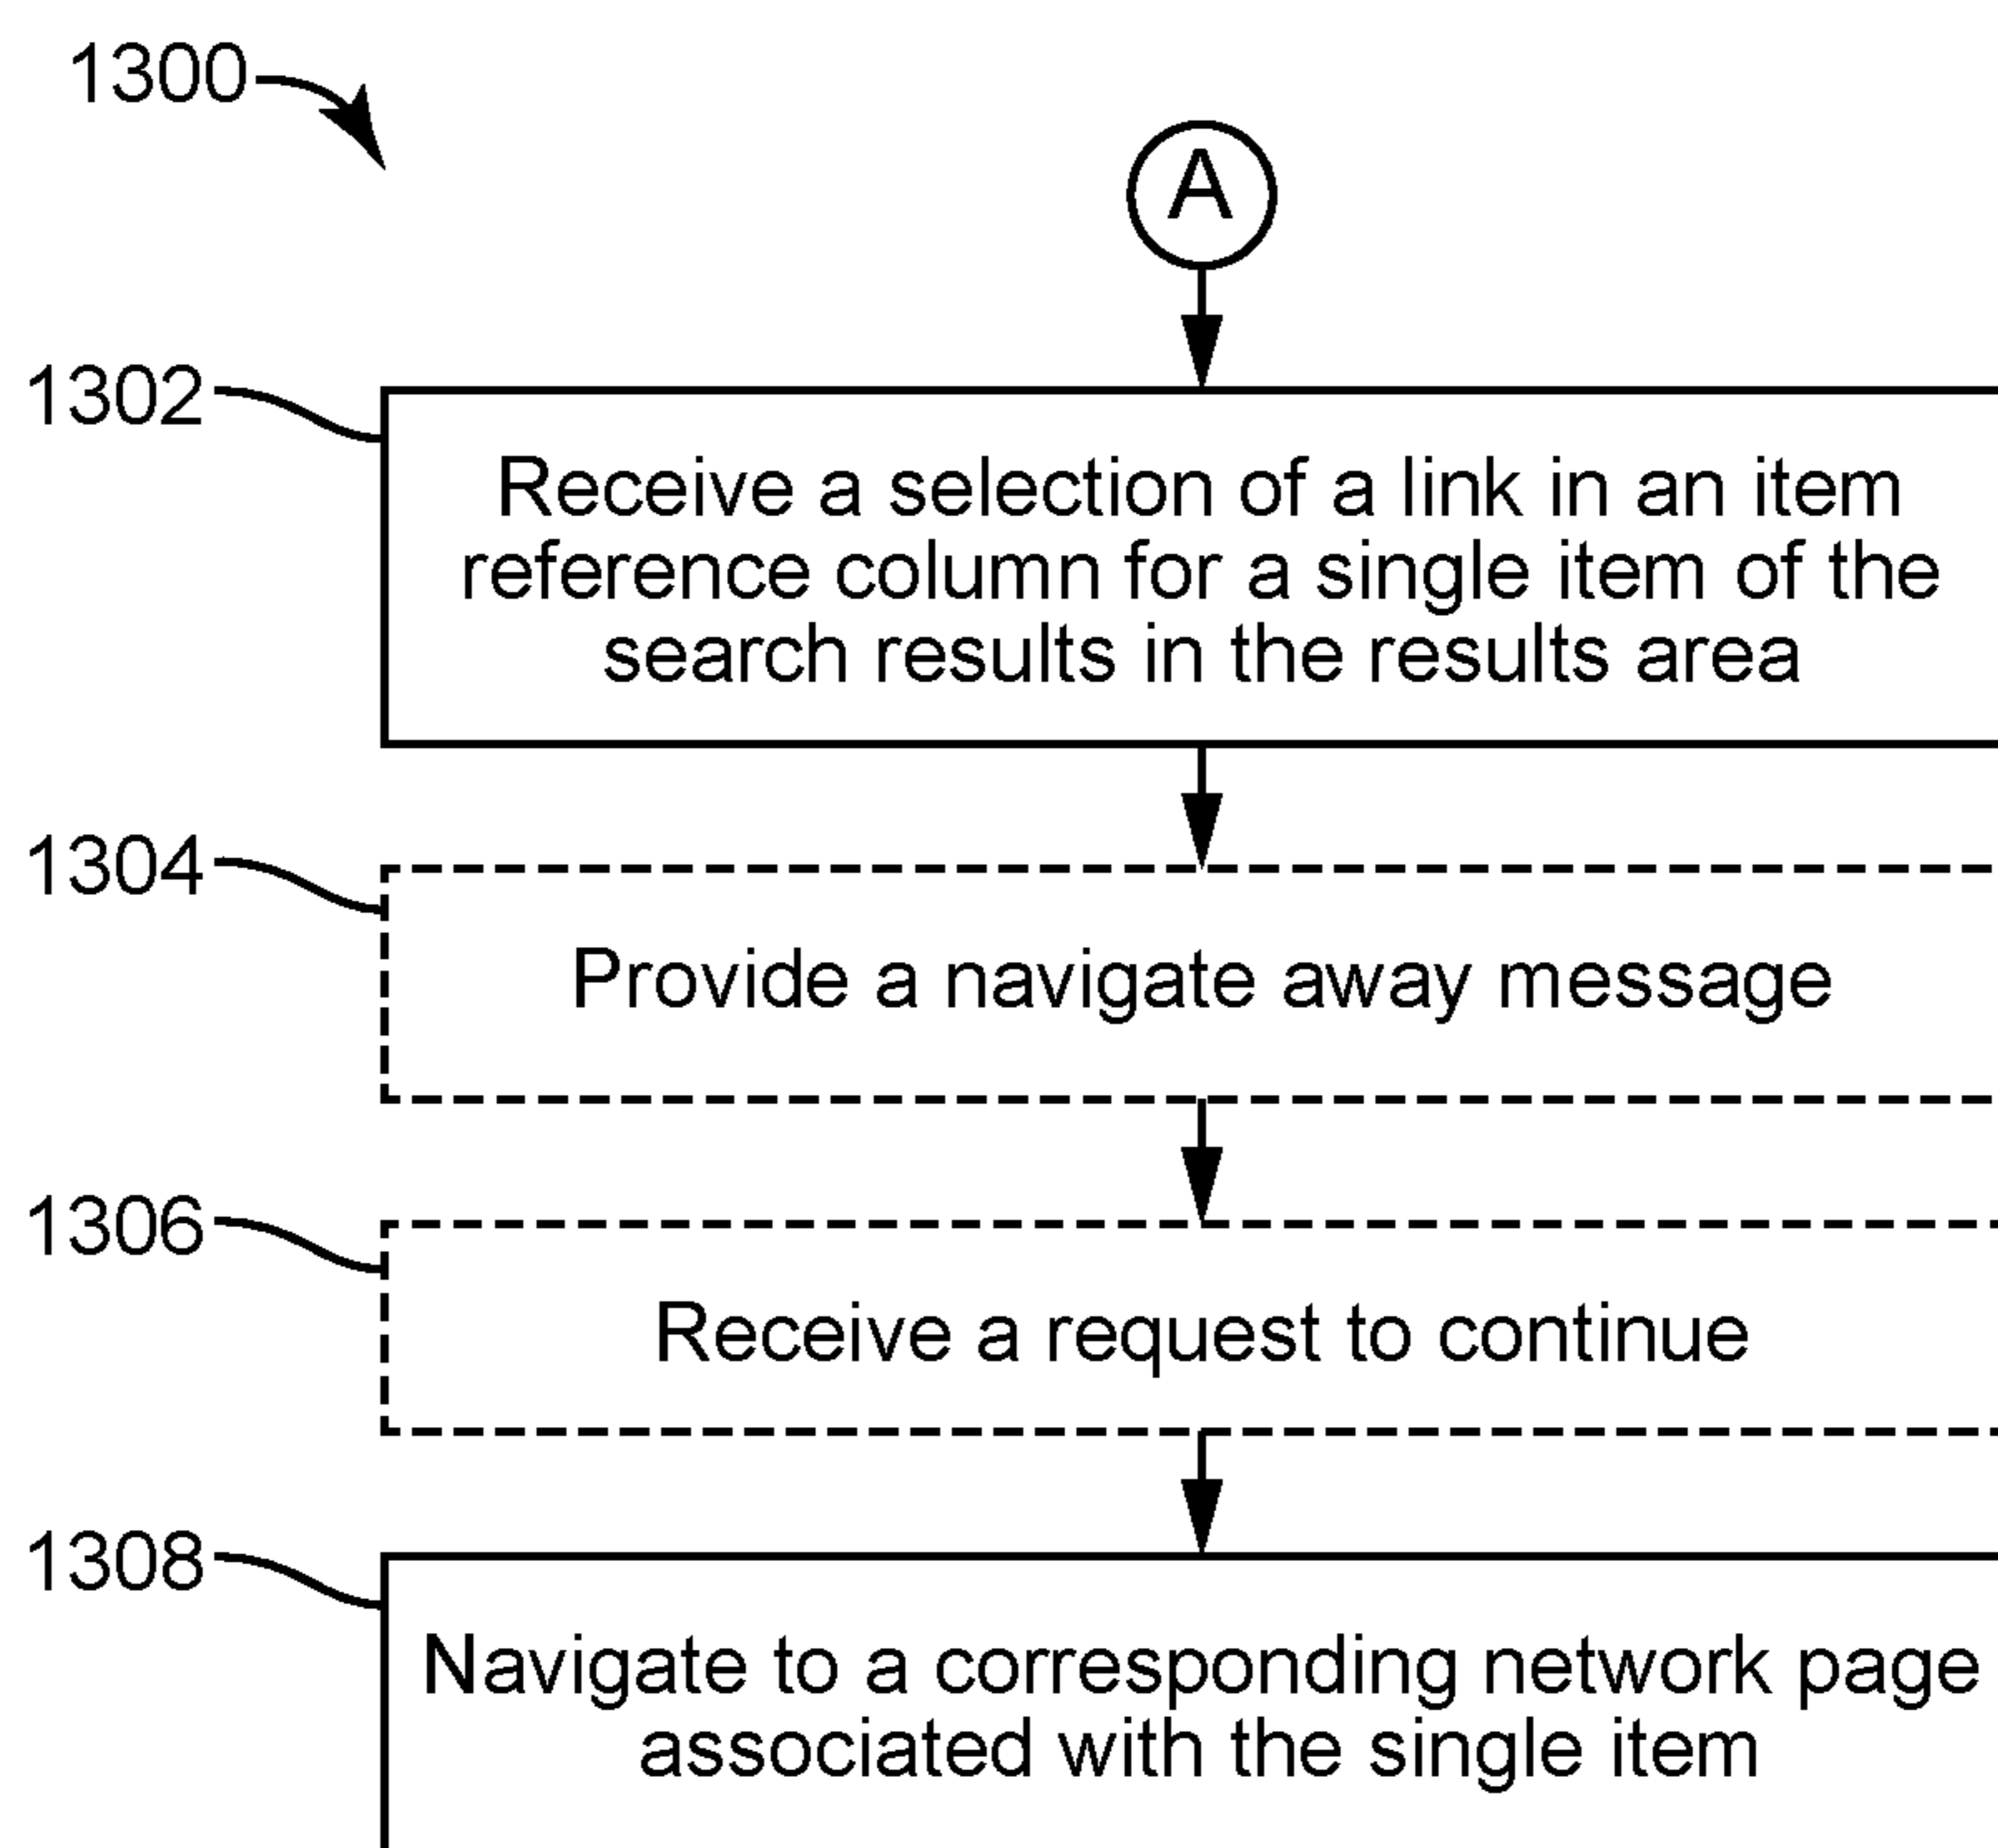 1300
A
1302
Receive a selection of a link in an item
reference column for a single item of the
search results in the results area
1304
Provide a navigate away message
1306
Receive a request to continue
1308
Navigate to a corresponding network page
associated with the single item